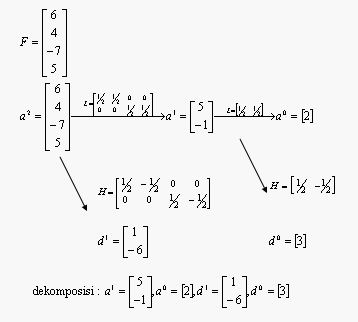 F = [6 4 -7 5]
a² = [6 4 -7 5] L = [½ ½ 0 0 0 0 ½ ½] → a¹ = [5 -1] L = [½ ½] → a⁰ = [2]
H = [½ -½ 0 0 0 0 ½ -½] H = [½ -½]
d¹ = [1 -6] d⁰ = [3]
dekomposisi : a¹ = [5 -1], a⁰ = [2], d¹ = [1 -6], d⁰ = [3]